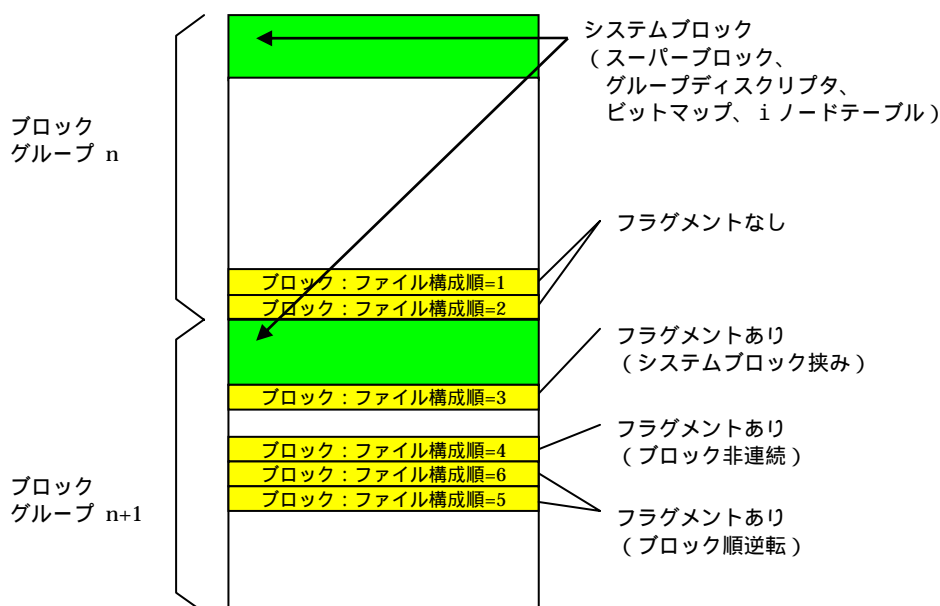 システムブロック
(スーパーブロック、
グループディスクリプタ、
ビットマップ、i ノードテーブル)
ブロック
グループ n
フラグメントなし
ブロック:ファイル構成順=1
ブロック:ファイル構成順=2
フラグメントあり
(システムブロック挟み)
ブロック:ファイル構成順=3
フラグメントあり
(ブロック非連続)
ブロック:ファイル構成順=4
ブロック:ファイル構成順=6
ブロック:ファイル構成順=5
ブロック
グループ n+1
フラグメントあり
(ブロック順逆転)